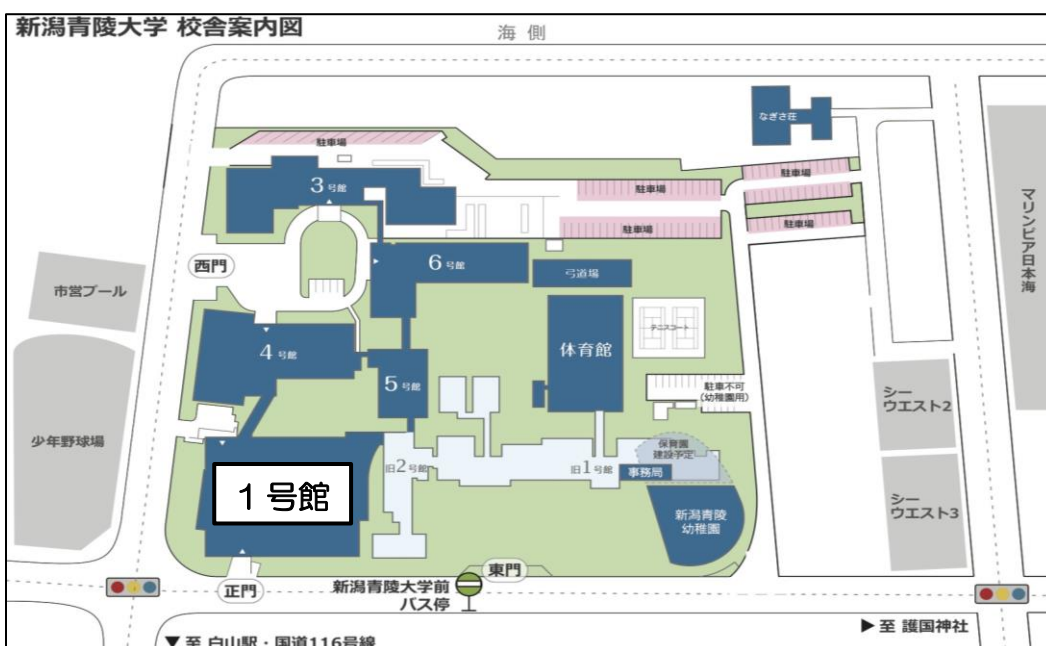 新潟青陵大学 校舎案内図
海 側
なぎさ荘
駐車場
3号館
駐車場
駐車場
駐車場
駐車場
マリンピア日本海
西門
6号館
弓道場
市営プール
テニスコート
4号館
体育館
5号館
駐車不可
(幼稚園用)
シー
ウエスト2
少年野球場
保育園
建設予定
旧2号館
旧1号館
事務局
1号館
シー
ウエスト3
新潟青陵
幼稚園
東門
正門
新潟青陵大学前
バス停
▶至 護国神社
▼至 白山駅・国道116号線